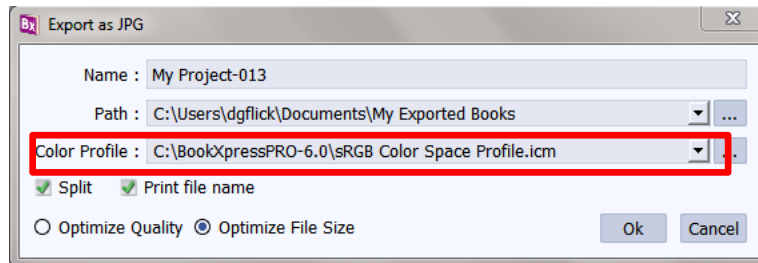 Bx Export as JPG
Name : My Project-013
Path : C:\Users\dgflick\Documents\My Exported Books ...
Color Profile : C:\BookXpressPRO-6.0\sRGB Color Space Profile.icm ...
Split Print file name
Optimize Quality Optimize File Size Ok Cancel